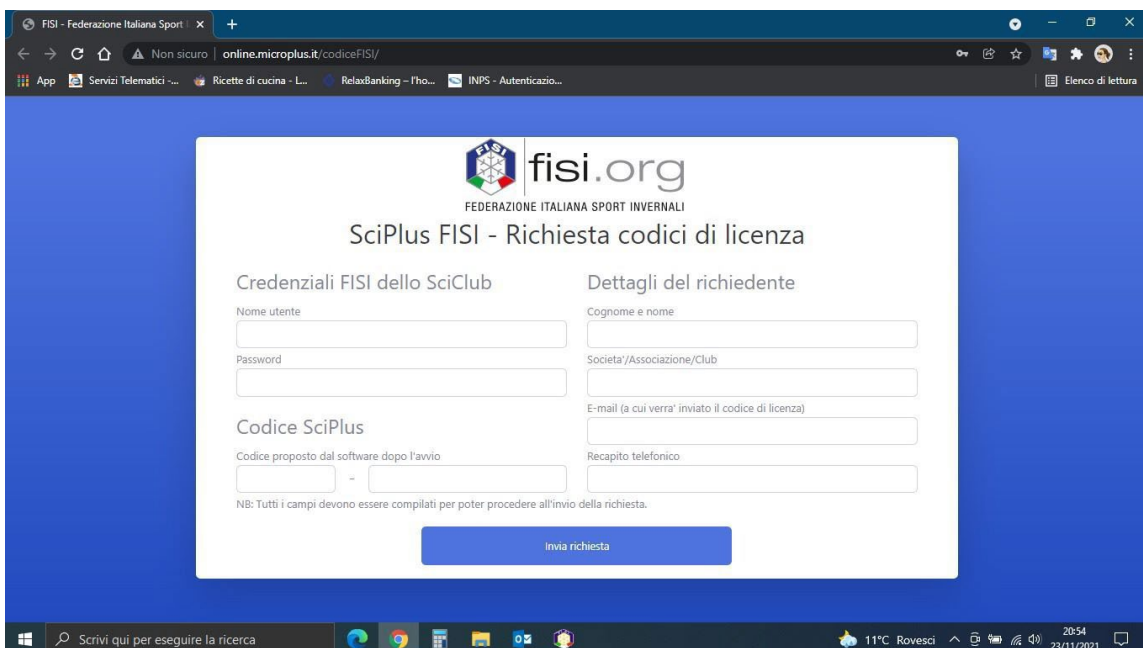 FISI - Federazione Italiana Sport
Non sicuro | online.microplus.it/codiceFISI/
App Servizi Telematici -... Ricette di cucina - L... RelaxBanking – l'ho... INPS - Autenticazio... Elenco di lettura
FISI
fisi.org
FEDERAZIONE ITALIANA SPORT INVERNALI
SciPlus FISI - Richiesta codici di licenza
Credenziali FISI dello SciClub
Nome utente
Password
Codice SciPlus
Codice proposto dal software dopo l'avvio
-
Dettagli del richiedente
Cognome e nome
Societa'/Associazione/Club
E-mail (a cui verra' inviato il codice di licenza)
Recapito telefonico
NB: Tutti i campi devono essere compilati per poter procedere all'invio della richiesta.
Invia richiesta
Scrivi qui per eseguire la ricerca
11°C Rovesci
20:54
23/11/2021